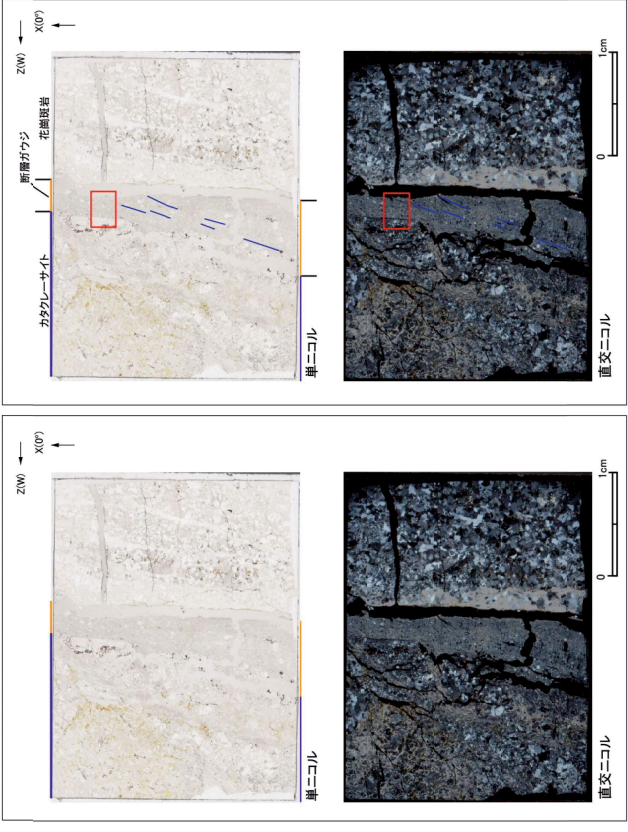 X(0°)
Z(W)
断層ガウジ
花崗斑岩
カタクレーサイト
単ニコル
直交ニコル
0
1cm
X(0°)
Z(W)
単ニコル
直交ニコル
0
1cm